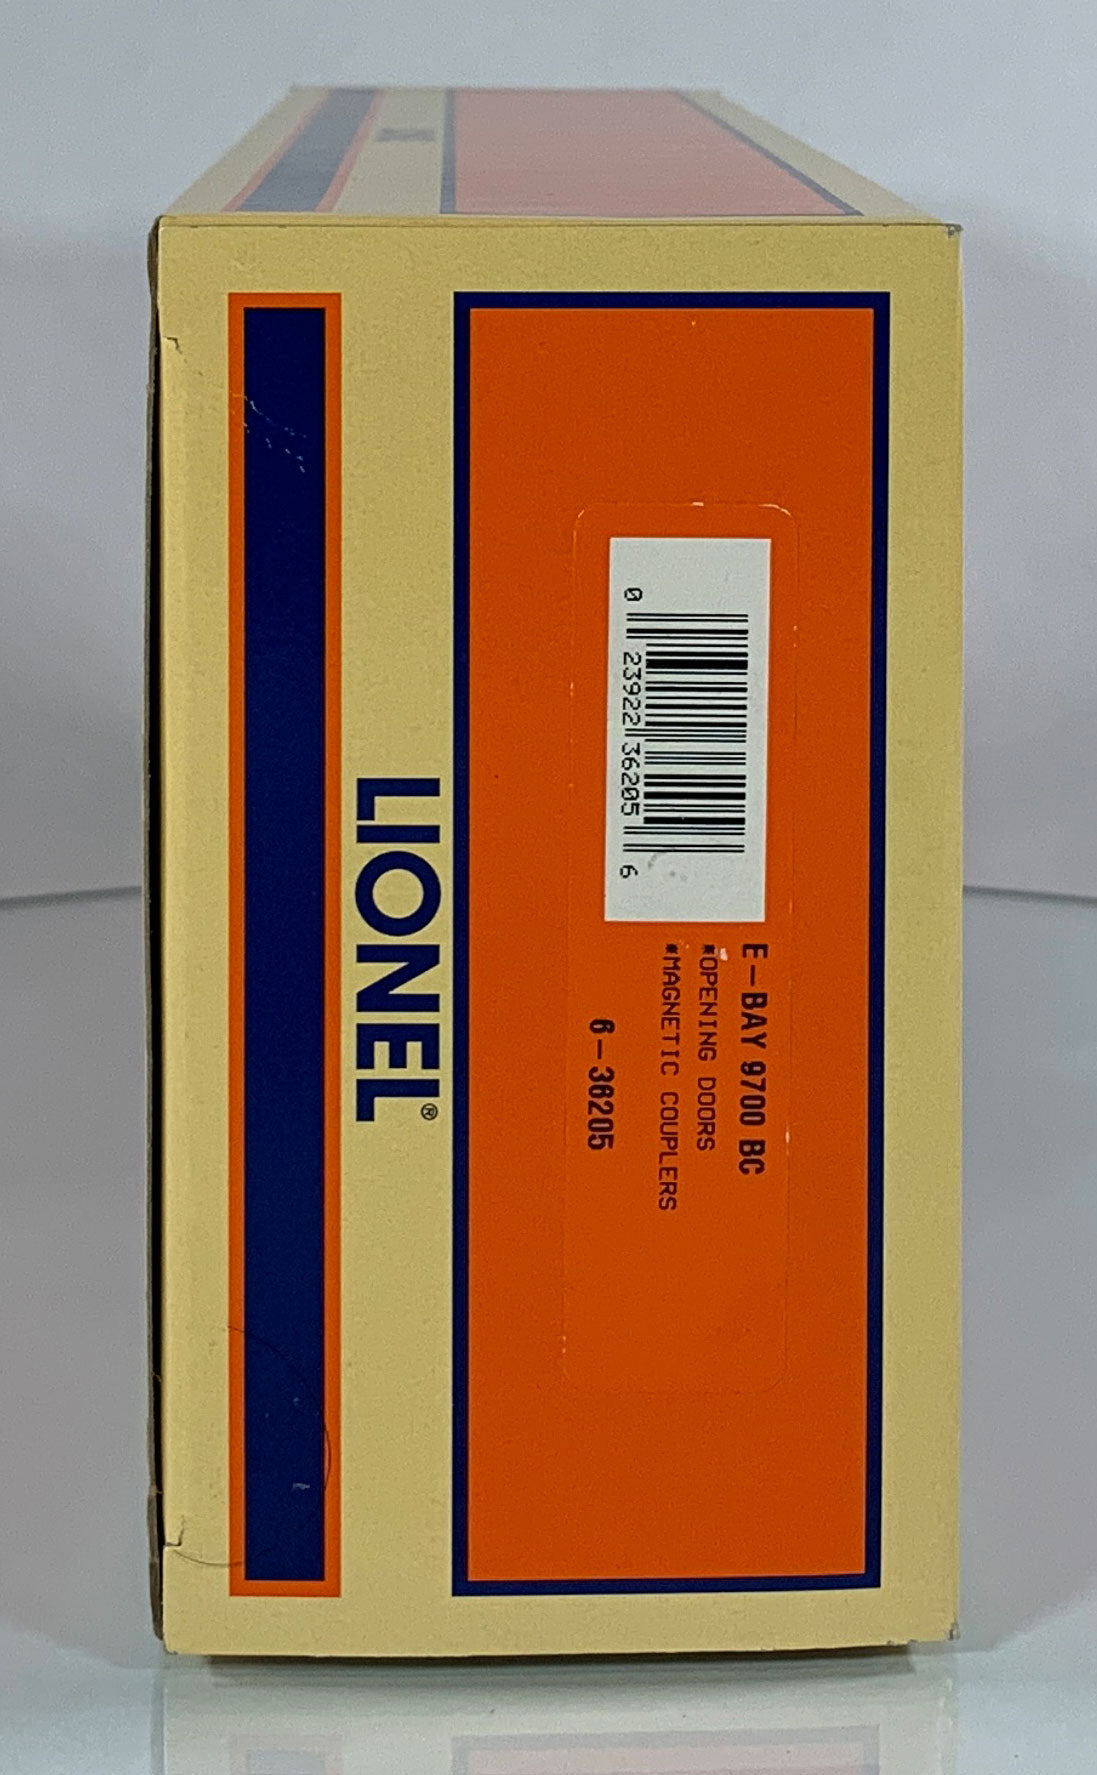 LIONEL®
0 23922 36205 6
E-BAY 9700 BC
*OPENING DOORS
*MAGNETIC COUPLERS
6-36205